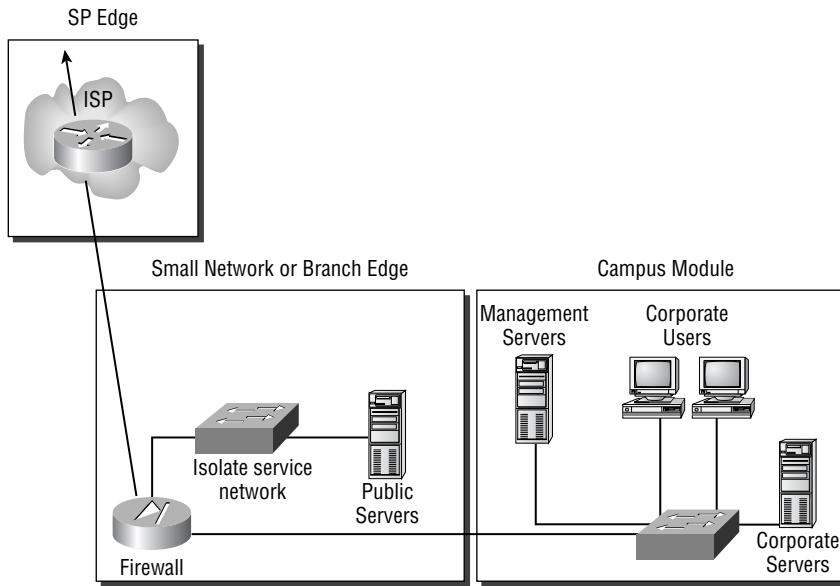 SP Edge
ISP
Small Network or Branch Edge
Campus Module
Management
Servers
Corporate
Users
Isolate service
network
Public
Servers
Firewall
Corporate
Servers